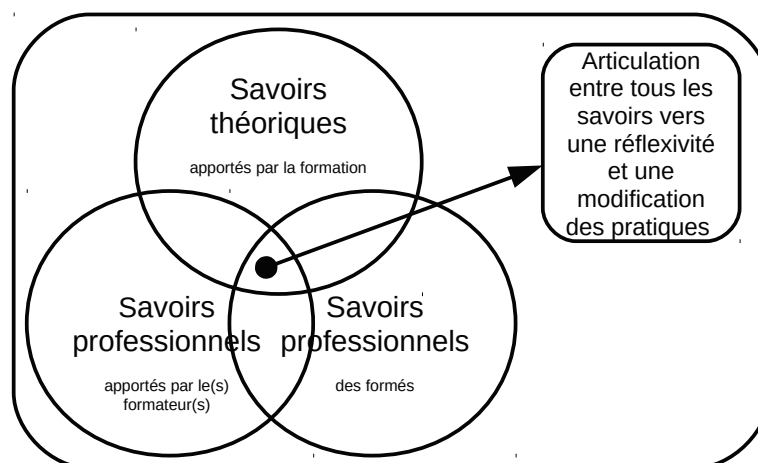 Savoirs
théoriques
apportés par la formation
Articulation
entre tous les
savoirs vers
une réflexivité
et une
modification
des pratiques
Savoirs
professionnels
apportés par le(s)
formateur(s)
Savoirs
professionnels
des formés